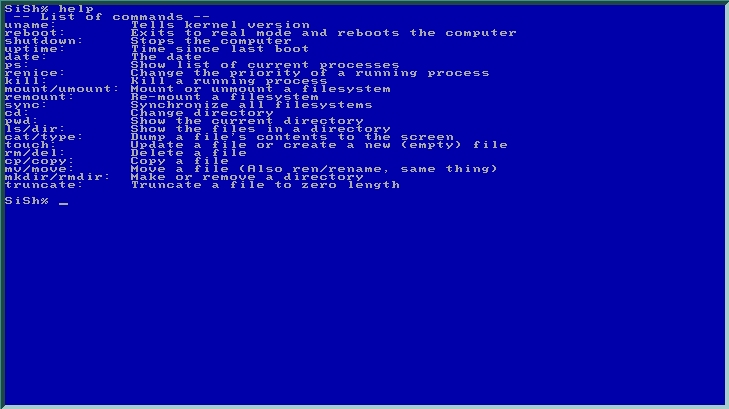 SiSh% help
 -- List of commands --
uname:        Tells kernel version
reboot:       Exits to real mode and reboots the computer
shutdown:     Stops the computer
uptime:       Time since last boot
date:         The date
ps:           Show list of current processes
renice:       Change the priority of a running process
kill:         Kill a running process
mount/umount: Mount or unmount a filesystem
remount:      Re-mount a filesystem
sync:         Synchronize all filesystems
cd:           Change directory
pwd:          Show the current directory
ls/dir:       Show the files in a directory
cat/type:     Dump a file's contents to the screen
touch:        Update a file or create a new (empty) file
rm/del:       Delete a file
cp/copy:      Copy a file
mv/move:      Move a file (Also ren/rename, same thing)
mkdir/rmdir:  Make or remove a directory
truncate:     Truncate a file to zero length
SiSh% _